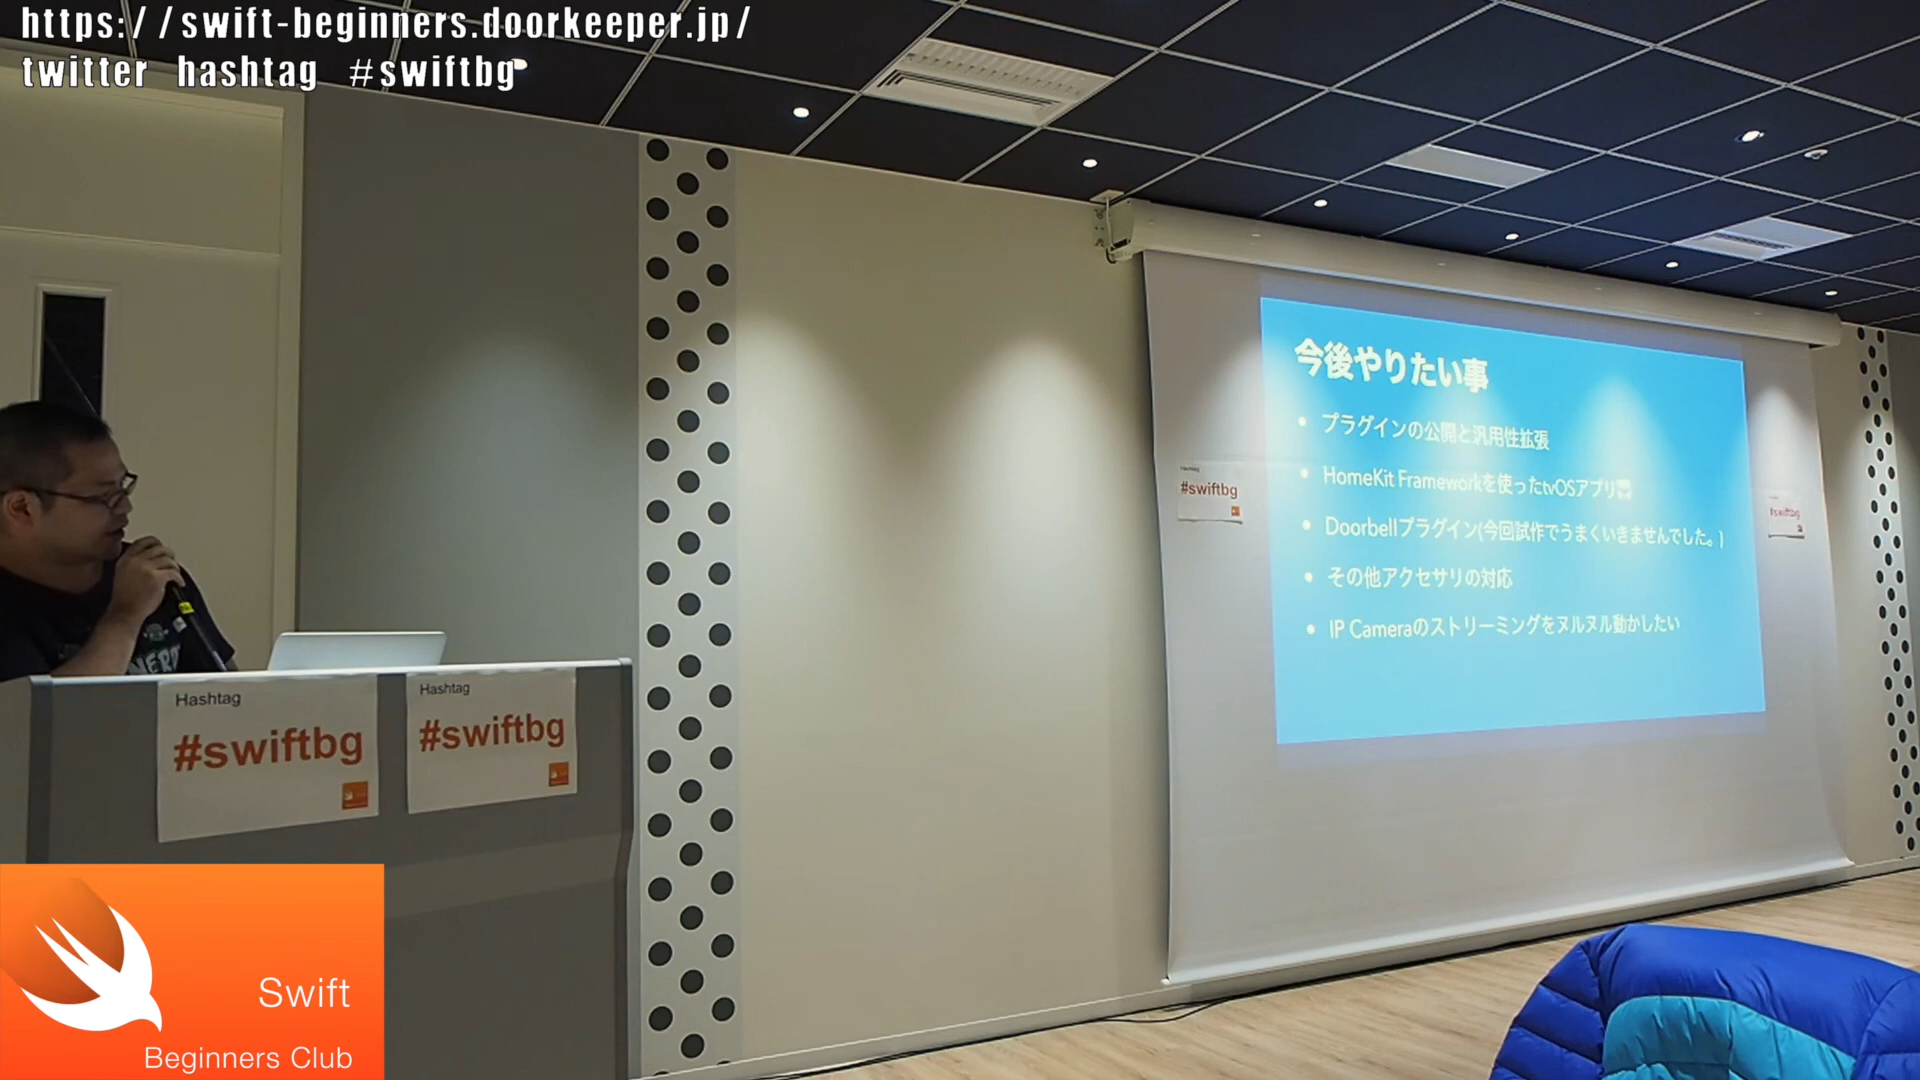 https://swift-beginners.doorkeeper.jp/
twitter hashtag #swiftbg
今後やりたい事
• プラグインの公開と汎用性拡張
• HomeKit Frameworkを使ったtvOSアプリ
• Doorbellプラグイン(今回試作でうまくいきませんでした。)
• その他アクセサリの対応
• IP Cameraのストリーミングをヌルヌル動かしたい
Hashtag
#swiftbg
#swiftbg
Hashtag
#swiftbg
Hashtag
#swiftbg
Swift
Beginners Club